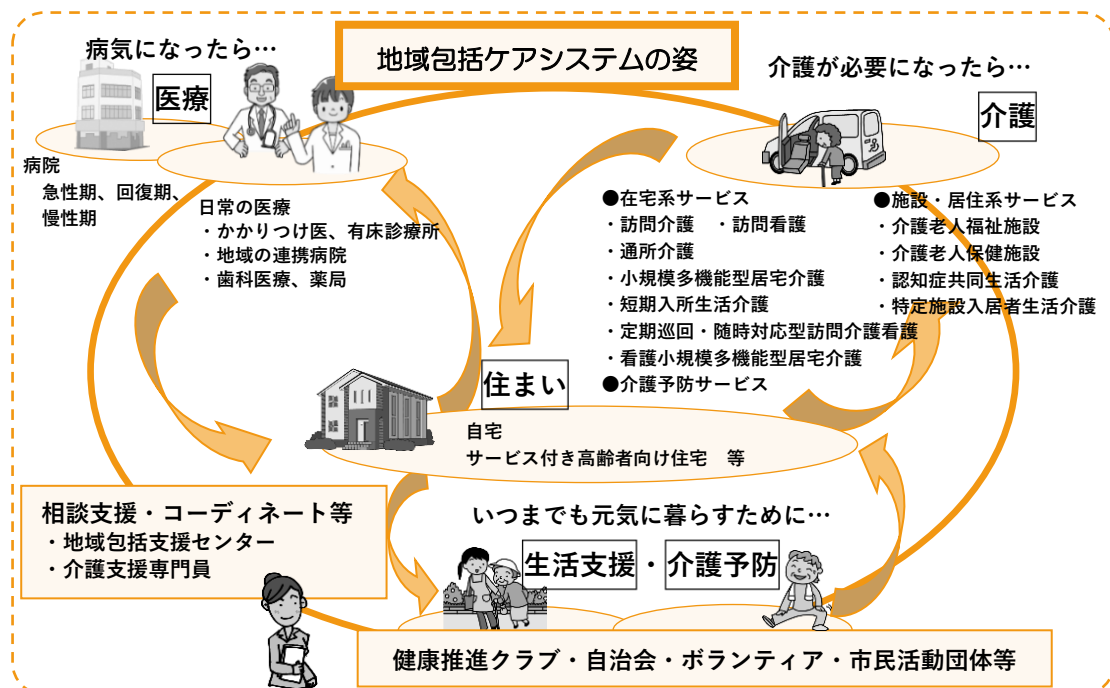 地域包括ケアシステムの姿
病気になったら…
医療
病院
急性期、回復期、
慢性期
日常の医療
・かかりつけ医、有床診療所
・地域の連携病院
・歯科医療、薬局
介護が必要になったら…
介護
●在宅系サービス
・訪問介護　・訪問看護
・通所介護
・小規模多機能型居宅介護
・短期入所生活介護
・定期巡回・随時対応型訪問介護看護
・看護小規模多機能型居宅介護
●介護予防サービス
●施設・居住系サービス
・介護老人福祉施設
・介護老人保健施設
・認知症共同生活介護
・特定施設入居者生活介護
住まい
自宅
サービス付き高齢者向け住宅　等
相談支援・コーディネート等
・地域包括支援センター
・介護支援専門員
いつまでも元気に暮らすために…
生活支援・介護予防
健康推進クラブ・自治会・ボランティア・市民活動団体等